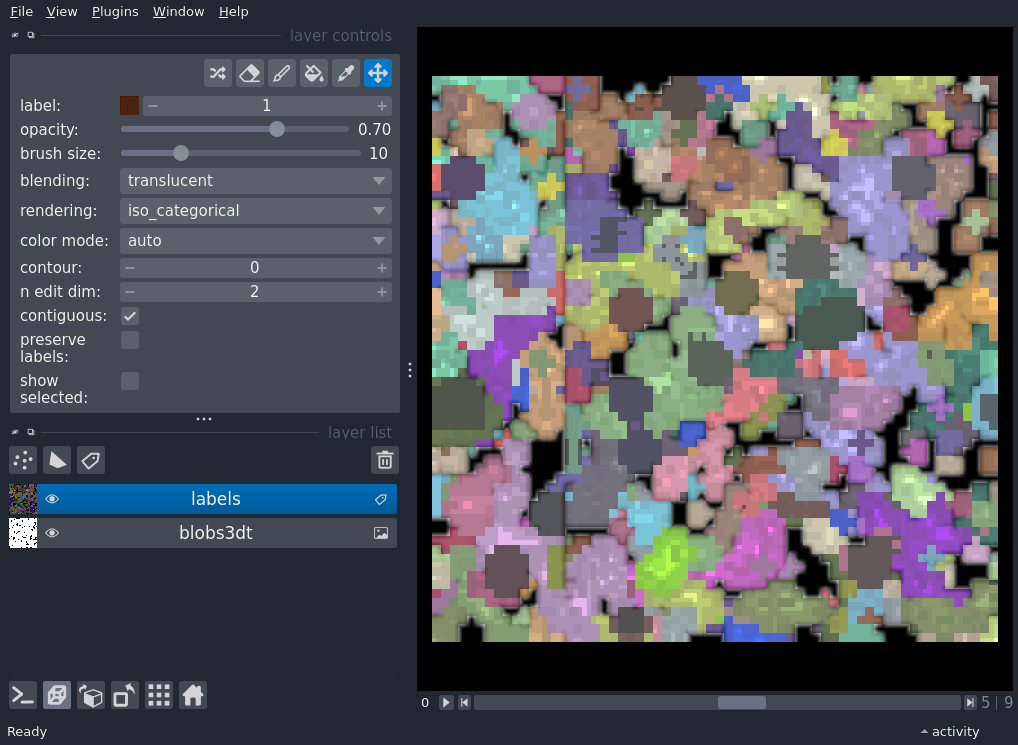 File View Plugins Window Help
layer controls
label: 1
opacity: 0.70
brush size: 10
blending: translucent
rendering: iso_categorical
color mode: auto
contour: 0
n edit dim: 2
contiguous:
preserve
labels:
show
selected:
layer list
labels
blobs3dt
0 5 | 9
Ready activity